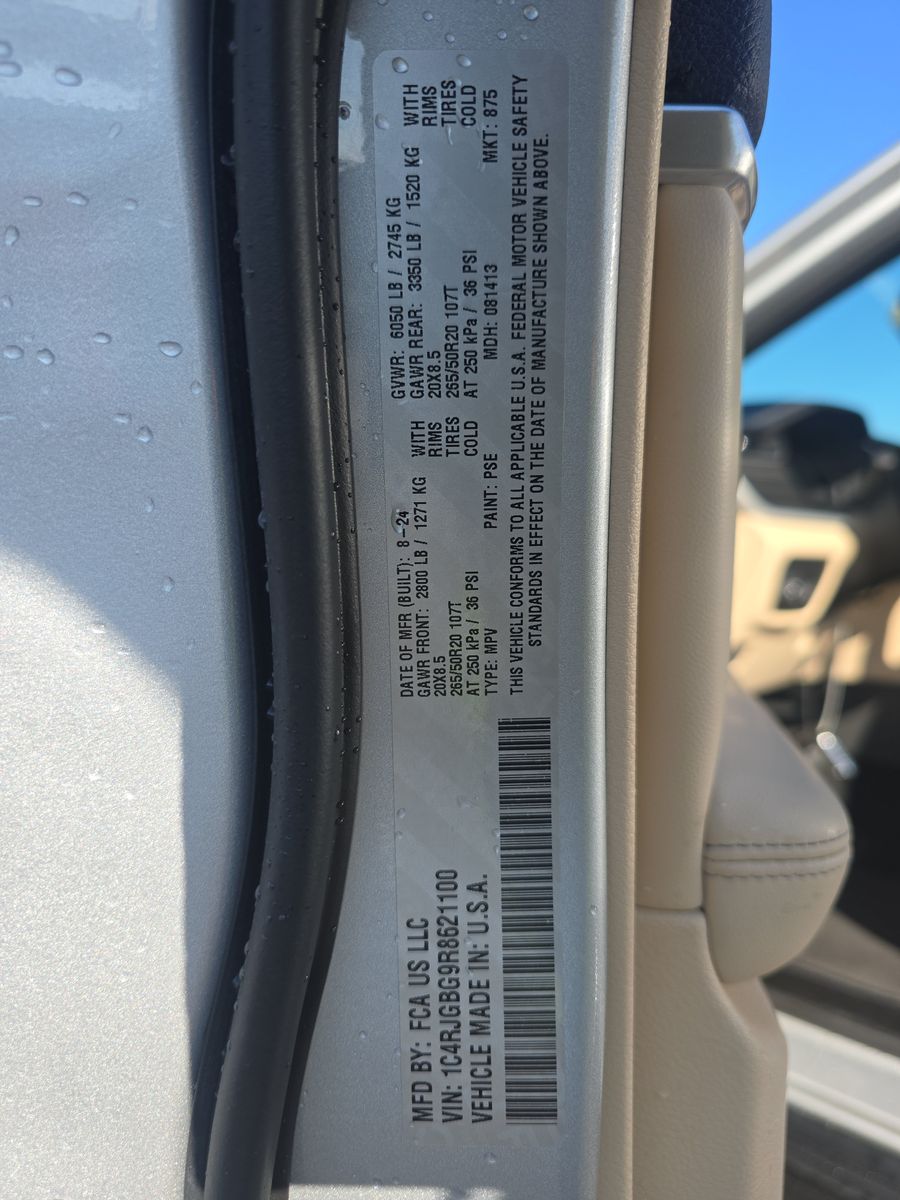 MFD BY: FCA US LLC
VIN: 1C4RJGBG9R8621100
VEHICLE MADE IN: U.S.A.
DATE OF MFR (BUILT): 8-24
GAWR FRONT: 2800 LB / 1271 KG WITH
20X8.5 RIMS
265/50R20 107T TIRES
AT 250 kPa / 36 PSI COLD
TYPE: MPV PAINT: PSE
GVWR: 6050 LB / 2745 KG
GAWR REAR: 3350 LB / 1520 KG WITH
20X8.5 RIMS
265/50R20 107T TIRES
AT 250 kPa / 36 PSI COLD
MDH: 081413 MKT: 875
THIS VEHICLE CONFORMS TO ALL APPLICABLE U.S.A. FEDERAL MOTOR VEHICLE SAFETY
STANDARDS IN EFFECT ON THE DATE OF MANUFACTURE SHOWN ABOVE.